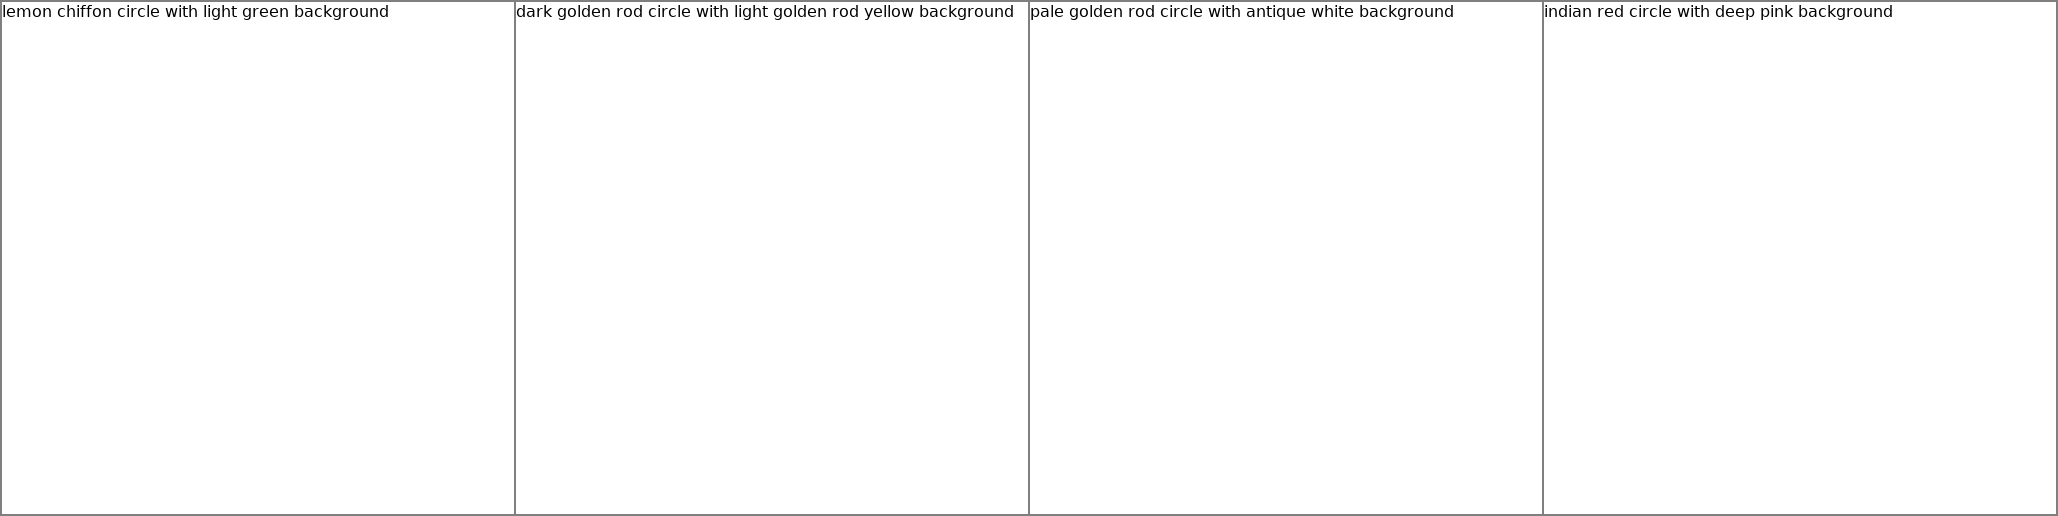 lemon chiffon circle with light green background
dark golden rod circle with light golden rod yellow background
pale golden rod circle with antique white background
indian red circle with deep pink background